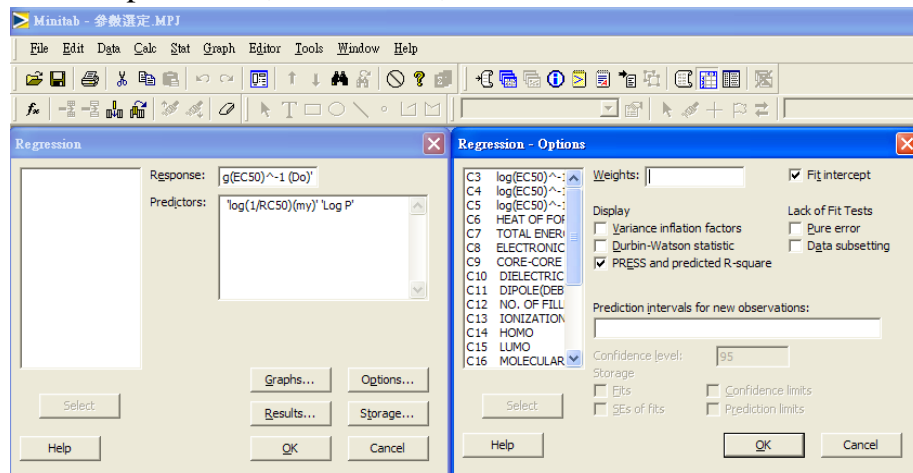 Minitab - 參數選定.MPJ
File Edit Data Calc Stat Graph Editor Tools Window Help
Regression
Response: g(EC50)^-1 (Do)'
Predictors: 'log(1/RC50)(my)' 'Log P'
Graphs... Options...
Select
Results... Storage...
Help OK Cancel
Regression - Options
C3 log(EC50)^-:
C4 log(EC50)^-:
C5 log(EC50)^-:
C6 HEAT OF FOF
C7 TOTAL ENER
C8 ELECTRONIC
C9 CORE-CORE
C10 DIELECTRIC
C11 DIPOLE(DEB
C12 NO. OF FILL
C13 IONIZATION
C14 HOMO
C15 LUMO
C16 MOLECULAR
Weights: Fit intercept
Display Lack of Fit Tests
Variance inflation factors Pure error
Durbin-Watson statistic Data subsetting
PRESS and predicted R-square
Prediction intervals for new observations:
Confidence level: 95
Storage
Fits Confidence limits
SEs of fits Prediction limits
Select
Help OK Cancel